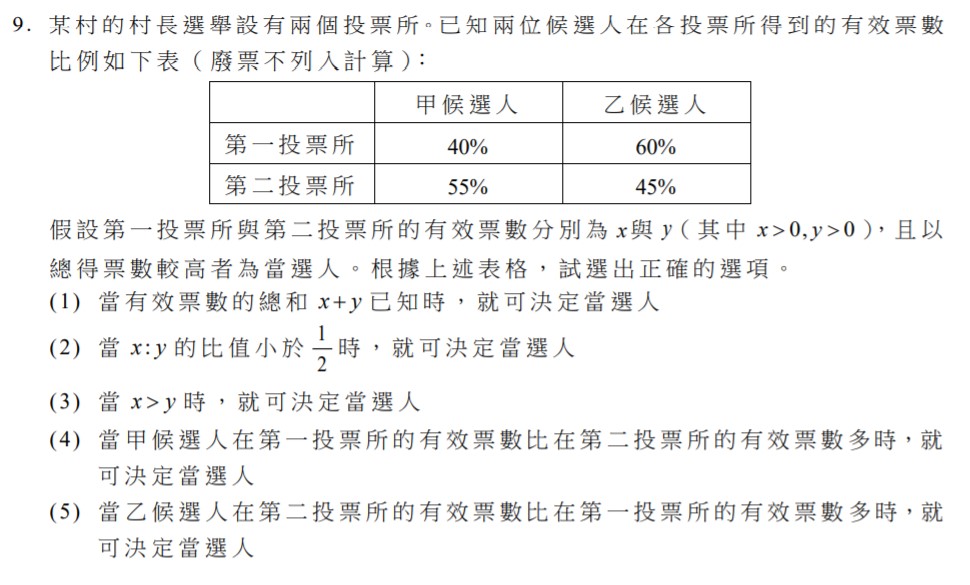 9. 某村的村長選舉設有兩個投票所。已知兩位候選人在各投票所得到的有效票數
比例如下表（廢票不列入計算）：
甲候選人 乙候選人
第一投票所 40% 60%
第二投票所 55% 45%
假設第一投票所與第二投票所的有效票數分別為 x與 y（其中 x>0, y>0），且以
總得票數較高者為當選人。根據上述表格，試選出正確的選項。
(1) 當有效票數的總和 x+y 已知時，就可決定當選人
(2) 當 x:y 的比值小於 1/2 時，就可決定當選人
(3) 當 x>y 時，就可決定當選人
(4) 當甲候選人在第一投票所的有效票數比在第二投票所的有效票數多時，就
可決定當選人
(5) 當乙候選人在第二投票所的有效票數比在第一投票所的有效票數多時，就
可決定當選人